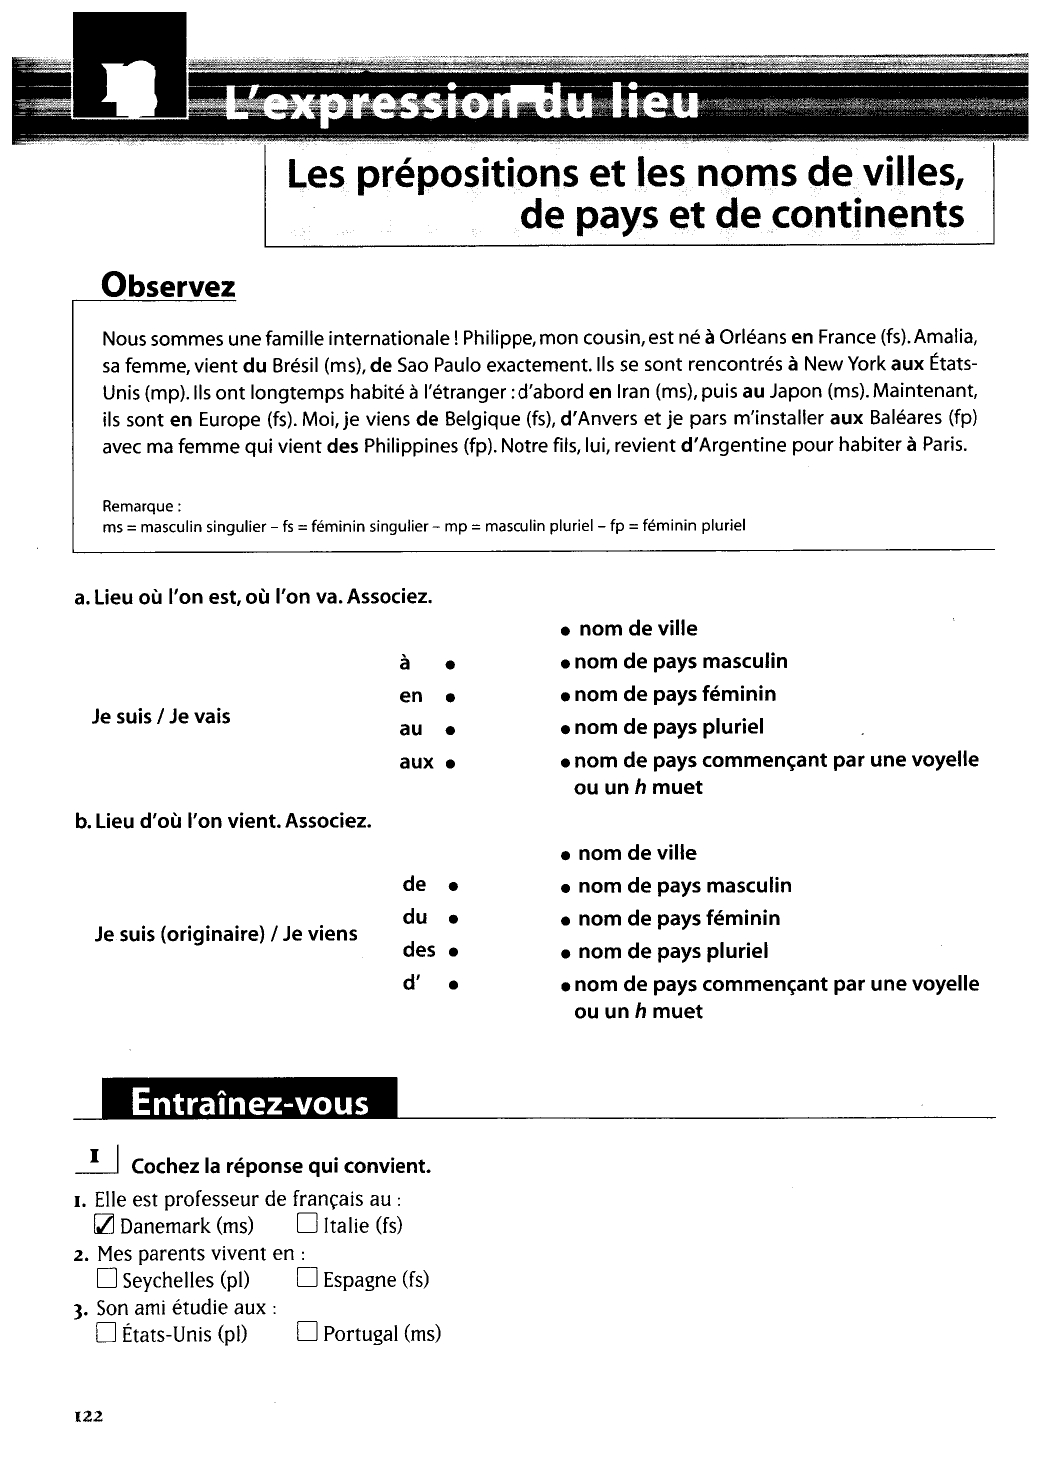 L'expression du lieu
Les prépositions et les noms de villes,
de pays et de continents
Observez
Nous sommes une famille internationale ! Philippe, mon cousin, est né à Orléans en France (fs). Amalia,
sa femme, vient du Brésil (ms), de Sao Paulo exactement. Ils se sont rencontrés à New York aux États-
Unis (mp). Ils ont longtemps habité à l'étranger : d'abord en Iran (ms), puis au Japon (ms). Maintenant,
ils sont en Europe (fs). Moi, je viens de Belgique (fs), d'Anvers et je pars m'installer aux Baléares (fp)
avec ma femme qui vient des Philippines (fp). Notre fils, lui, revient d'Argentine pour habiter à Paris.
Remarque :
ms = masculin singulier – fs = féminin singulier – mp = masculin pluriel – fp = féminin pluriel
a. Lieu où l'on est, où l'on va. Associez.
• nom de ville
à • • nom de pays masculin
en • • nom de pays féminin
Je suis / Je vais
au • • nom de pays pluriel
aux • • nom de pays commençant par une voyelle
ou un h muet
b. Lieu d'où l'on vient. Associez.
• nom de ville
de • • nom de pays masculin
du • • nom de pays féminin
Je suis (originaire) / Je viens
des • • nom de pays pluriel
d' • • nom de pays commençant par une voyelle
ou un h muet
Entraînez-vous
I Cochez la réponse qui convient.
1. Elle est professeur de français au :
☑ Danemark (ms) ☐ Italie (fs)
2. Mes parents vivent en :
☐ Seychelles (pl) ☐ Espagne (fs)
3. Son ami étudie aux :
☐ États-Unis (pl) ☐ Portugal (ms)
122